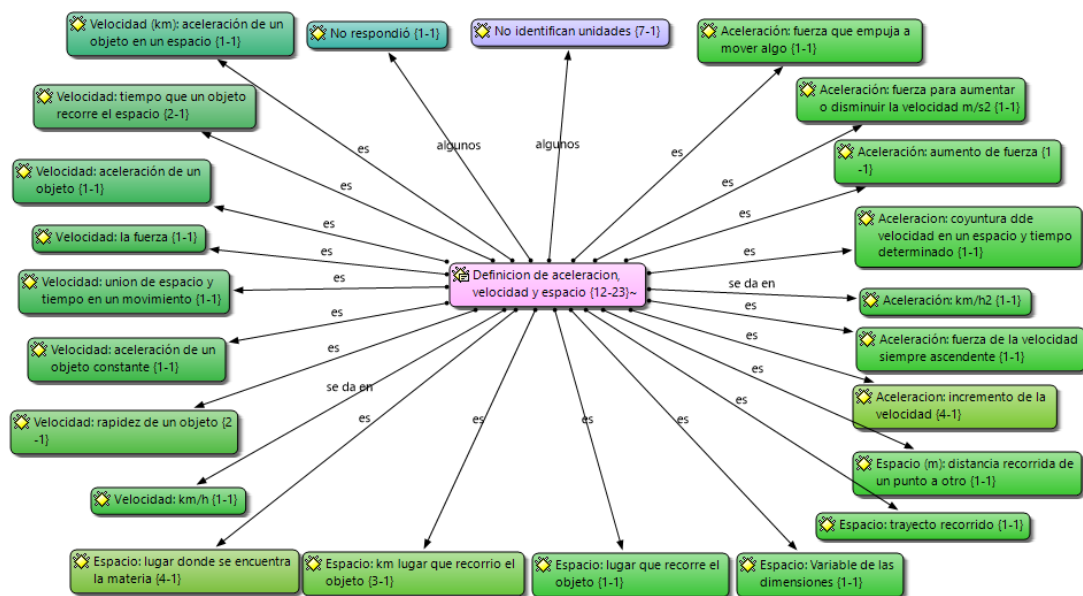 Velocidad (km): aceleración de un
objeto en un espacio {1-1}
No respondió {1-1}
No identifican unidades {7-1}
Aceleración: fuerza que empuja a
mover algo {1-1}
Velocidad: tiempo que un objeto
recorre el espacio {2-1}
Aceleración: fuerza para aumentar
o disminuir la velocidad m/s2 {1-1}
algunos
algunos
es
es
es
Aceleración: aumento de fuerza {1
-1}
Velocidad: aceleración de un
objeto {1-1}
es
es
es
Velocidad: la fuerza {1-1}
es
es
es
Aceleracion: coyuntura dde
velocidad en un espacio y tiempo
determinado {1-1}
Velocidad: union de espacio y
tiempo en un movimiento {1-1}
es
Definicion de aceleracion,
velocidad y espacio {12-23}~
se da en
Aceleración: km/h2 {1-1}
es
es
Velocidad: aceleración de un
objeto constante {1-1}
es
es
Aceleración: fuerza de la velocidad
siempre ascendente {1-1}
se da en
Aceleracion: incremento de la
velocidad {4-1}
Velocidad: rapidez de un objeto {2
-1}
es
es
es
es
es
es
Espacio (m): distancia recorrida de
un punto a otro {1-1}
Velocidad: km/h {1-1}
Espacio: trayecto recorrido {1-1}
Espacio: lugar donde se encuentra
la materia {4-1}
Espacio: km lugar que recorrio el
objeto {3-1}
Espacio: lugar que recorre el
objeto {1-1}
Espacio: Variable de las
dimensiones {1-1}